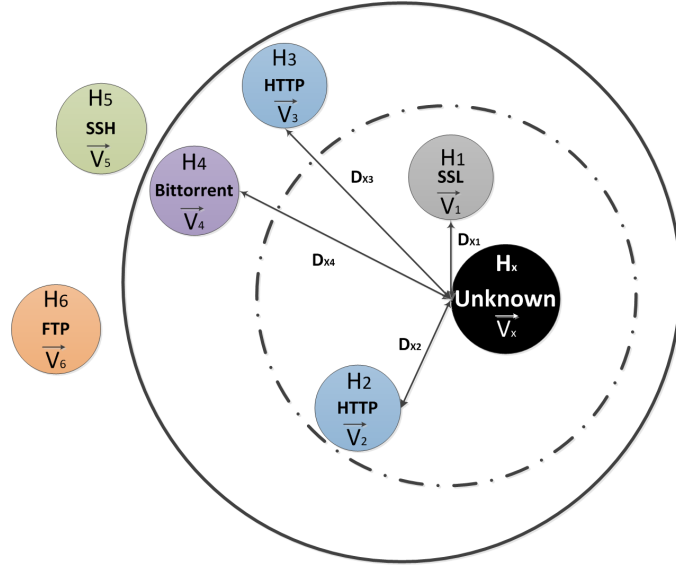 H3
HTTP
V3
H5
SSH
V5
H4
Bittorrent
V4
H1
SSL
V1
DX3
DX1
DX4
Hx
Unknown
Vx
H6
FTP
V6
DX2
H2
HTTP
V2